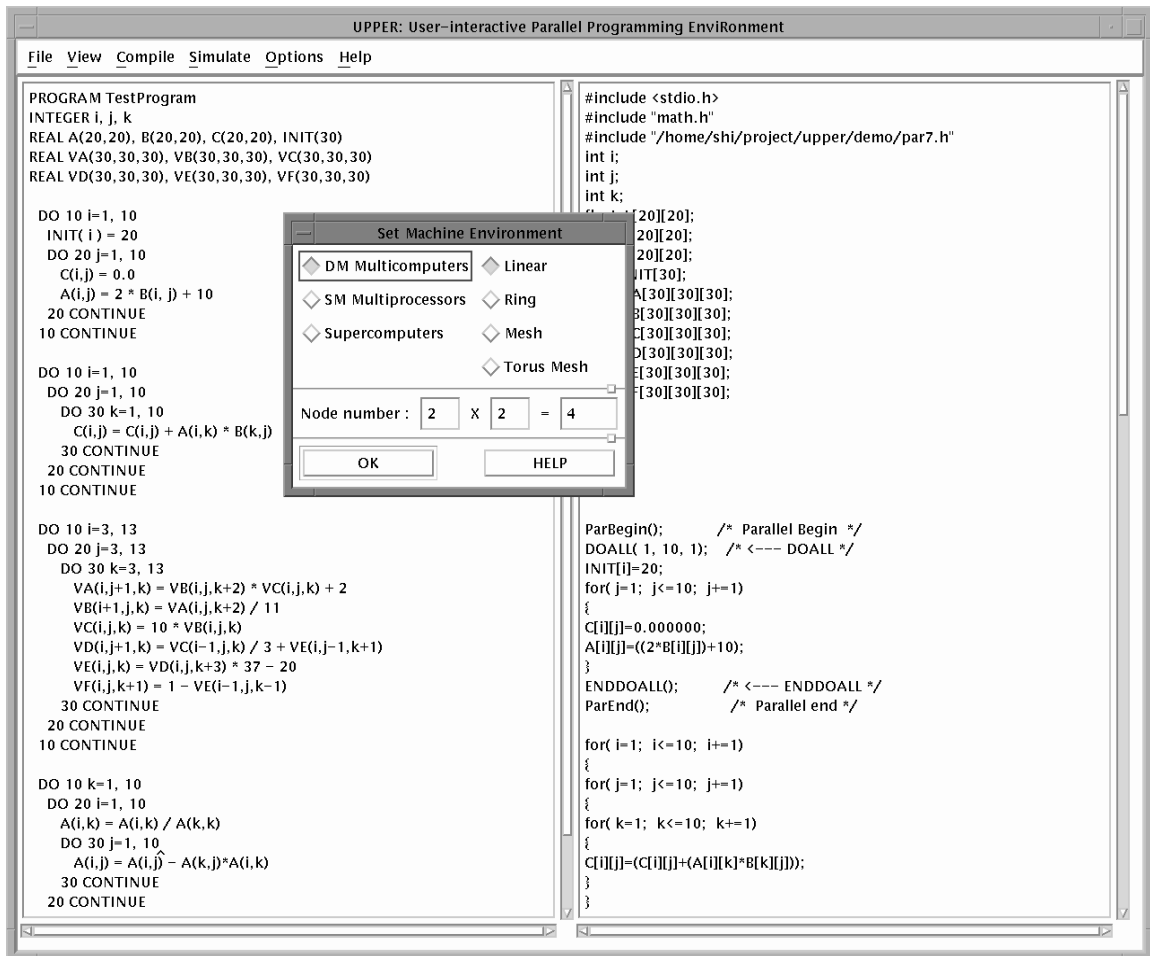 UPPER: User-interactive Parallel Programming EnviRonment
File View Compile Simulate Options Help
PROGRAM TestProgram
INTEGER i, j, k
REAL A(20,20), B(20,20), C(20,20), INIT(30)
REAL VA(30,30,30), VB(30,30,30), VC(30,30,30)
REAL VD(30,30,30), VE(30,30,30), VF(30,30,30)
DO 10 i=1, 10
INIT( i ) = 20
DO 20 j=1, 10
C(i,j) = 0.0
A(i,j) = 2 * B(i, j) + 10
20 CONTINUE
10 CONTINUE
DO 10 i=1, 10
DO 20 j=1, 10
DO 30 k=1, 10
C(i,j) = C(i,j) + A(i,k) * B(k,j)
30 CONTINUE
20 CONTINUE
10 CONTINUE
DO 10 i=3, 13
DO 20 j=3, 13
DO 30 k=3, 13
VA(i,j+1,k) = VB(i,j,k+2) * VC(i,j,k) + 2
VB(i+1,j,k) = VA(i,j,k+2) / 11
VC(i,j,k) = 10 * VB(i,j,k)
VD(i,j+1,k) = VC(i-1,j,k) / 3 + VE(i,j-1,k+1)
VE(i,j,k) = VD(i,j,k+3) * 37 - 20
VF(i,j,k+1) = 1 - VE(i-1,j,k-1)
30 CONTINUE
20 CONTINUE
10 CONTINUE
DO 10 k=1, 10
DO 20 i=1, 10
A(i,k) = A(i,k) / A(k,k)
DO 30 j=1, 10
A(i,j) = A(i,j) - A(k,j)*A(i,k)
30 CONTINUE
20 CONTINUE
Set Machine Environment
DM Multicomputers Linear
SM Multiprocessors Ring
Supercomputers Mesh
Torus Mesh
Node number : 2 X 2 = 4
OK HELP
#include <stdio.h>
#include "math.h"
#include "/home/shi/project/upper/demo/par7.h"
int i;
int j;
int k;
[20][20];
20][20];
20][20];
IT[30];
[30][30][30];
[30][30][30];
[30][30][30];
[30][30][30];
[30][30][30];
[30][30][30];
ParBegin(); /* Parallel Begin */
DOALL( 1, 10, 1); /* <--- DOALL */
INIT[i]=20;
for( j=1; j<=10; j+=1)
{
C[i][j]=0.000000;
A[i][j]=((2*B[i][j])+10);
}
ENDDOALL(); /* <--- ENDDOALL */
ParEnd(); /* Parallel end */
for( i=1; i<=10; i+=1)
{
for( j=1; j<=10; j+=1)
{
for( k=1; k<=10; k+=1)
{
C[i][j]=(C[i][j]+(A[i][k]*B[k][j]));
}
}